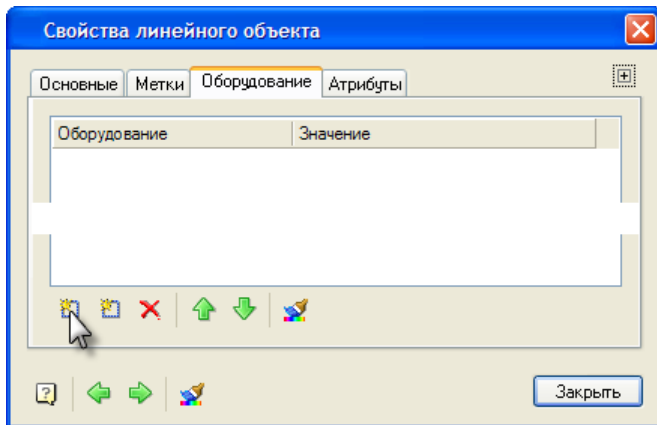 Свойства линейного объекта
Основные Метки Оборудование Атрибуты
Оборудование Значение
Закрыть